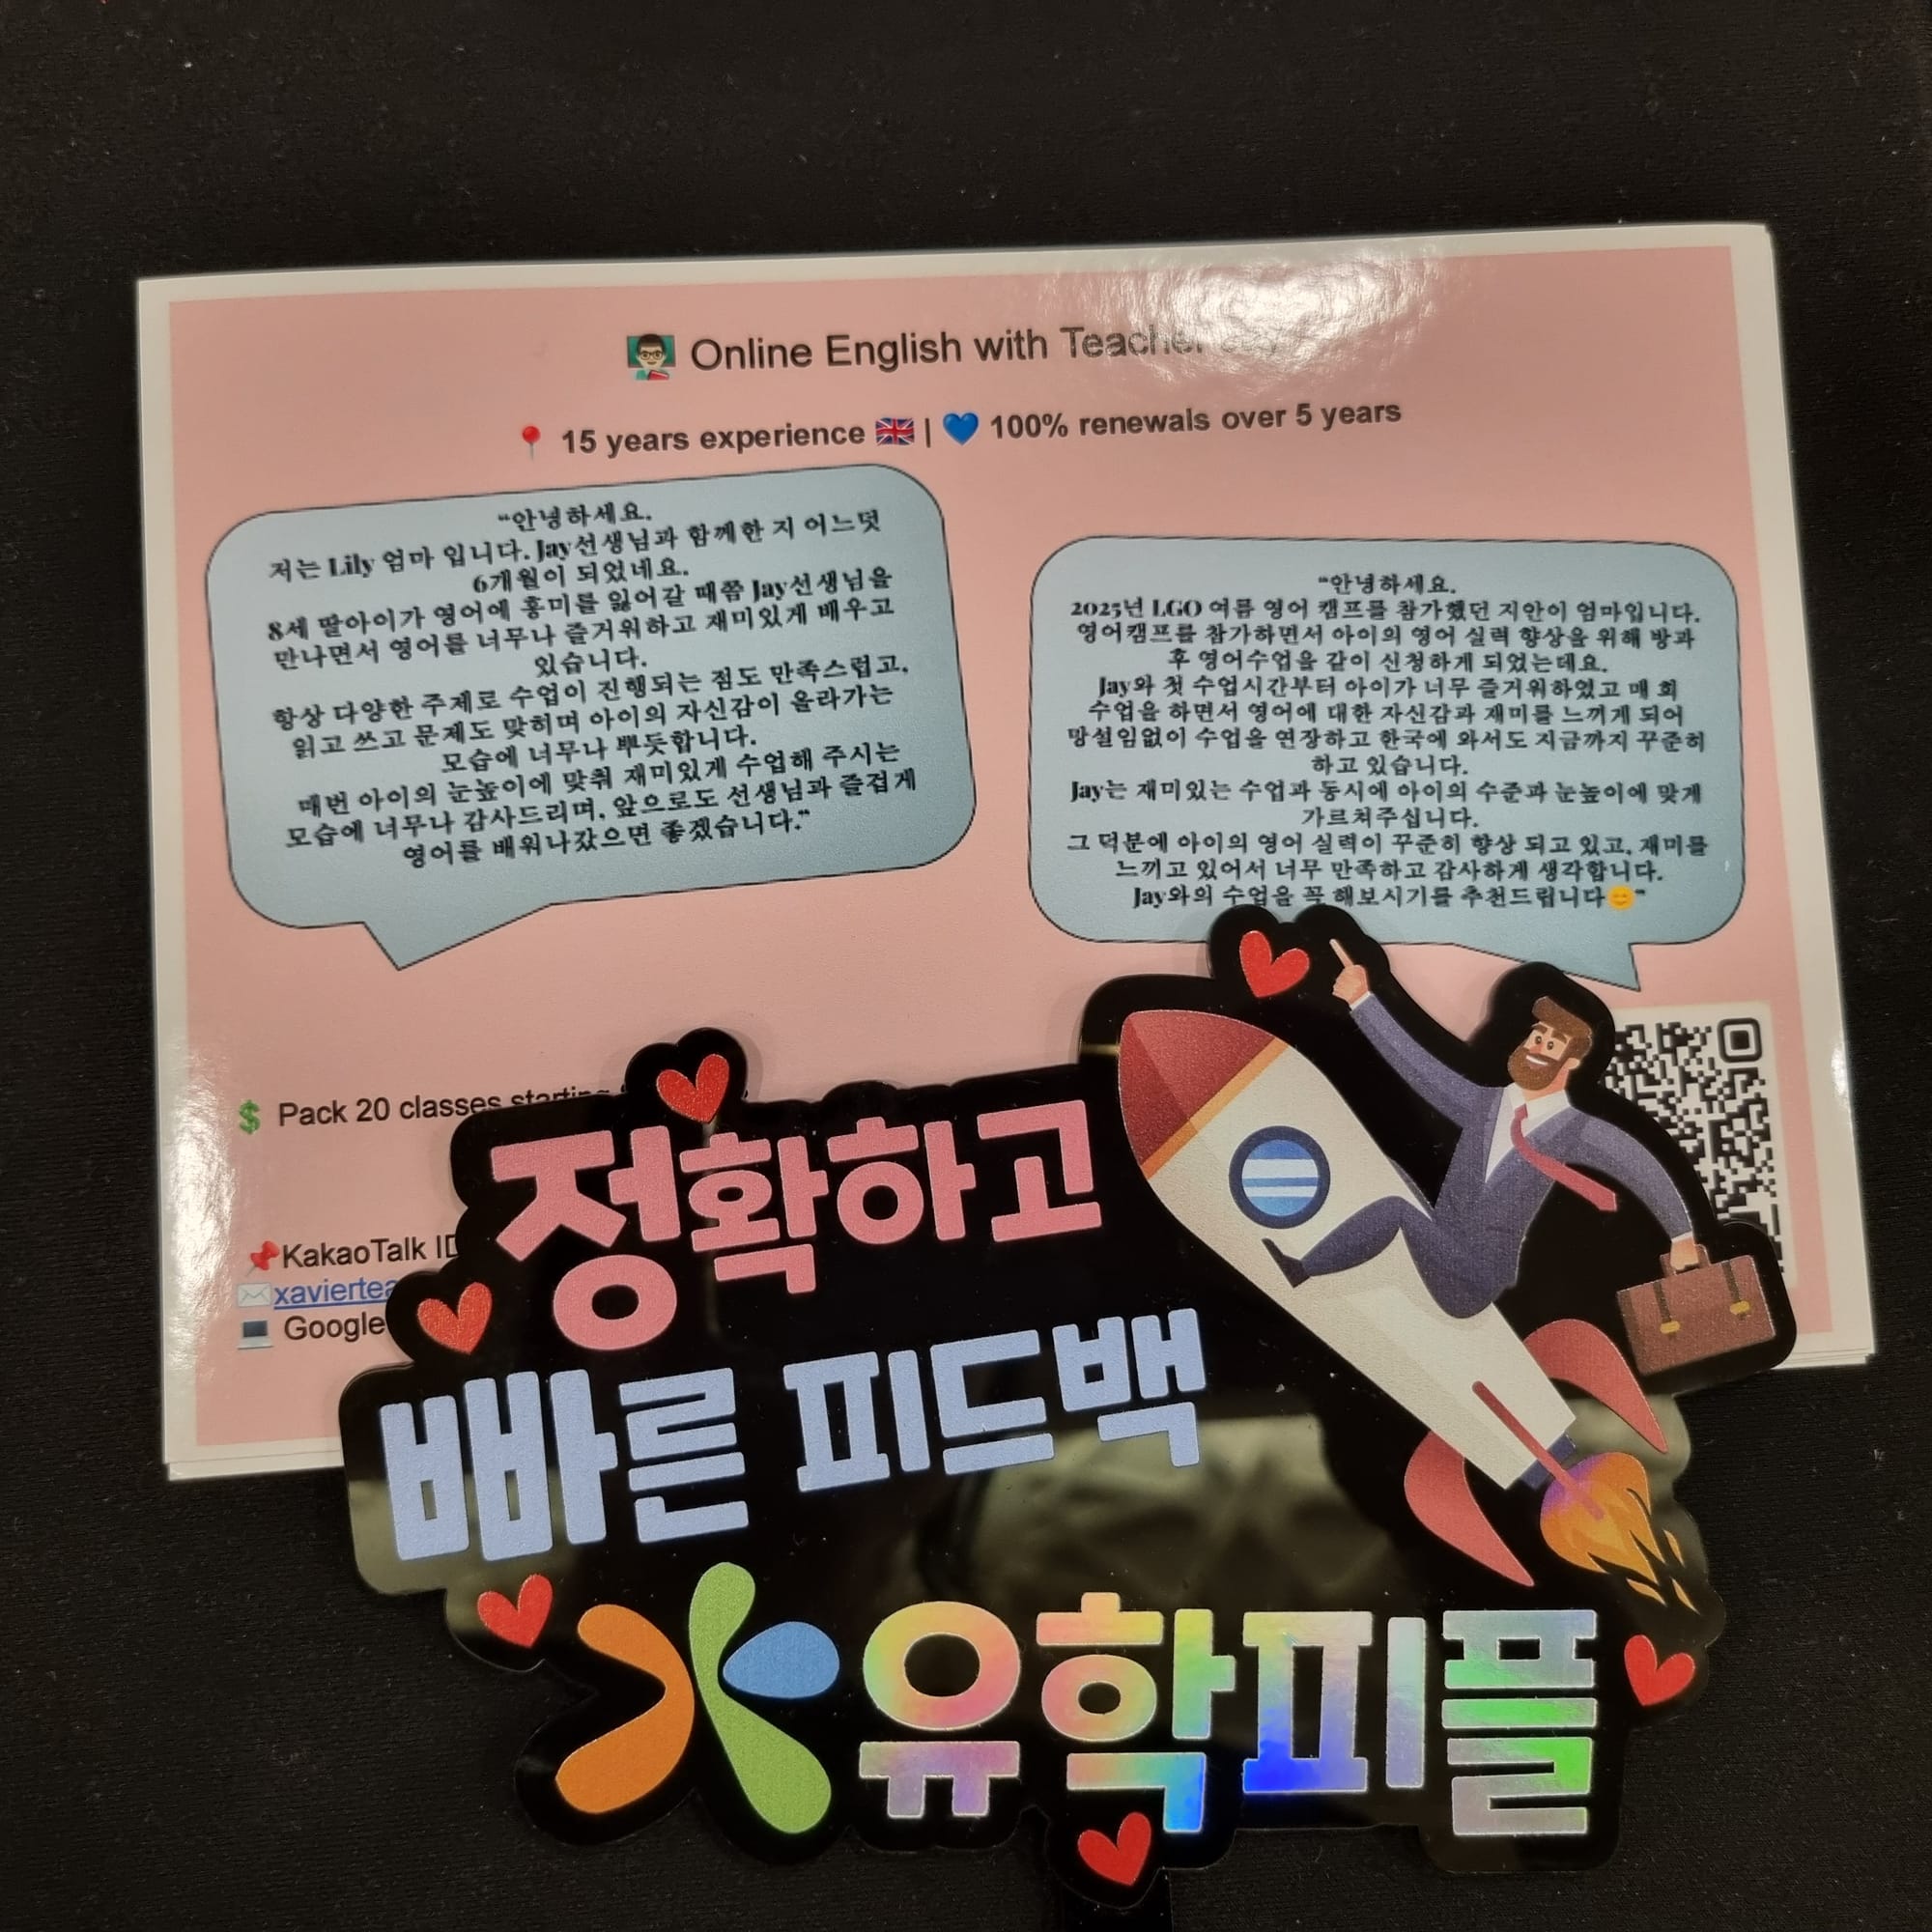 Online English with Teacher Jay
15 years experience | 100% renewals over 5 years
"안녕하세요.
저는 Lily 엄마 입니다. Jay선생님과 함께한 지 어느덧
6개월이 되었네요.
8세 딸아이가 영어에 흥미를 잃어갈 때쯤 Jay선생님을
만나면서 영어를 너무나 즐거워하고 재미있게 배우고
있습니다.
항상 다양한 주제로 수업이 진행되는 점도 만족스럽고,
읽고 쓰고 문제도 맞히며 아이의 자신감이 올라가는
모습에 너무나 뿌듯합니다.
매번 아이의 눈높이에 맞춰 재미있게 수업해 주시는
모습에 너무나 감사드리며, 앞으로도 선생님과 즐겁게
영어를 배워나갔으면 좋겠습니다."
"안녕하세요.
2025년 LGO 여름 영어 캠프를 참가했던 지안이 엄마입니다.
영어캠프를 참가하면서 아이의 영어 실력 향상을 위해 방과
후 영어수업을 같이 신청하게 되었는데요.
Jay와 첫 수업시간부터 아이가 너무 즐거워하였고 매 회
수업을 하면서 영어에 대한 자신감과 재미를 느끼게 되어
망설임없이 수업을 연장하고 한국에 와서도 지금까지 꾸준히
하고 있습니다.
Jay는 재미있는 수업과 동시에 아이의 수준과 눈높이에 맞게
가르쳐주십니다.
그 덕분에 아이의 영어 실력이 꾸준히 향상 되고 있고, 재미를
느끼고 있어서 너무 만족하고 감사하게 생각합니다.
Jay와의 수업을 꼭 해보시기를 추천드립니다😊"
Pack 20 classes starting
KakaoTalk ID
xaviertea
Google
정확하고
빠른 피드백
유학피플